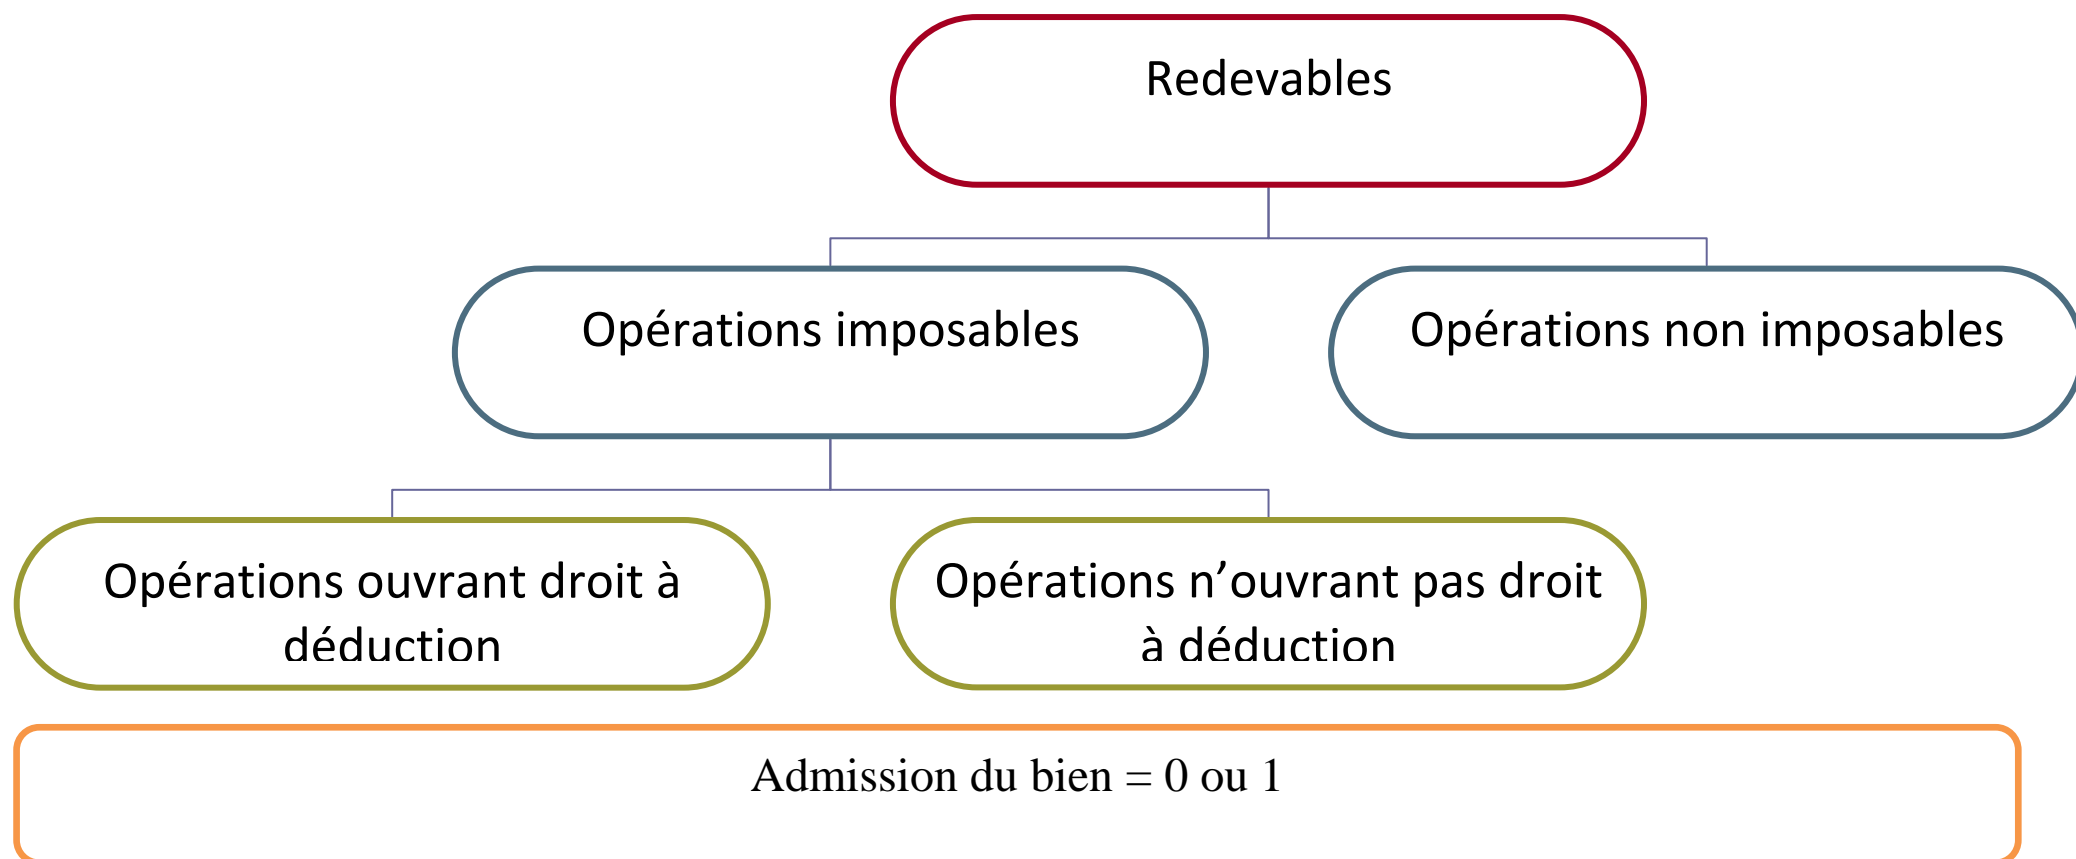 Redevables
Opérations imposables
Opérations non imposables
Opérations ouvrant droit à
déduction
Opérations n’ouvrant pas droit
à déduction
Admission du bien = 0 ou 1